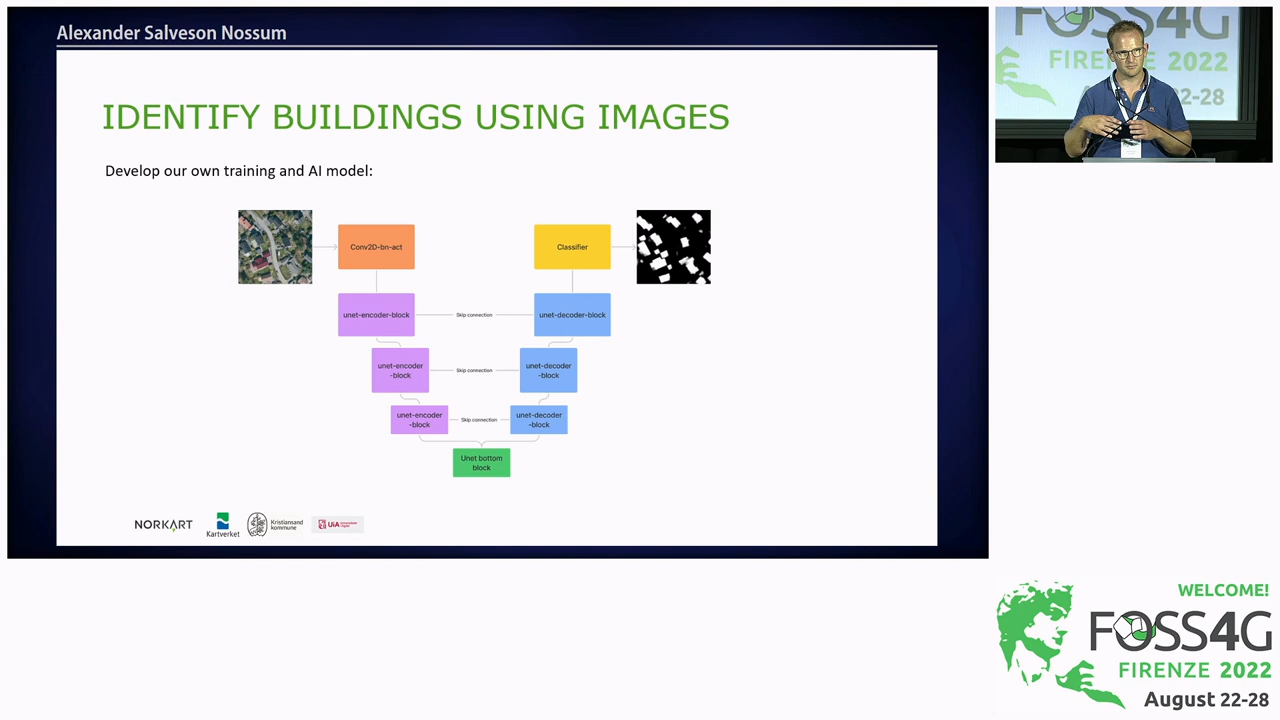 Alexander Salveson Nossum
IDENTIFY BUILDINGS USING IMAGES
Develop our own training and AI model:
Conv2D-bn-act
Classifier
unet-encoder-block
Skip connection
unet-decoder-block
unet-encoder
-block
Skip connection
unet-decoder
-block
unet-encoder
-block
Skip connection
unet-decoder
-block
Unet bottom
block
NORKART
Kartverket
Kristiansand
kommune
UiA
FOSS4G
FIRENZE 2022
22-28
WELCOME!
FOSS4G
FIRENZE 2022
August 22-28